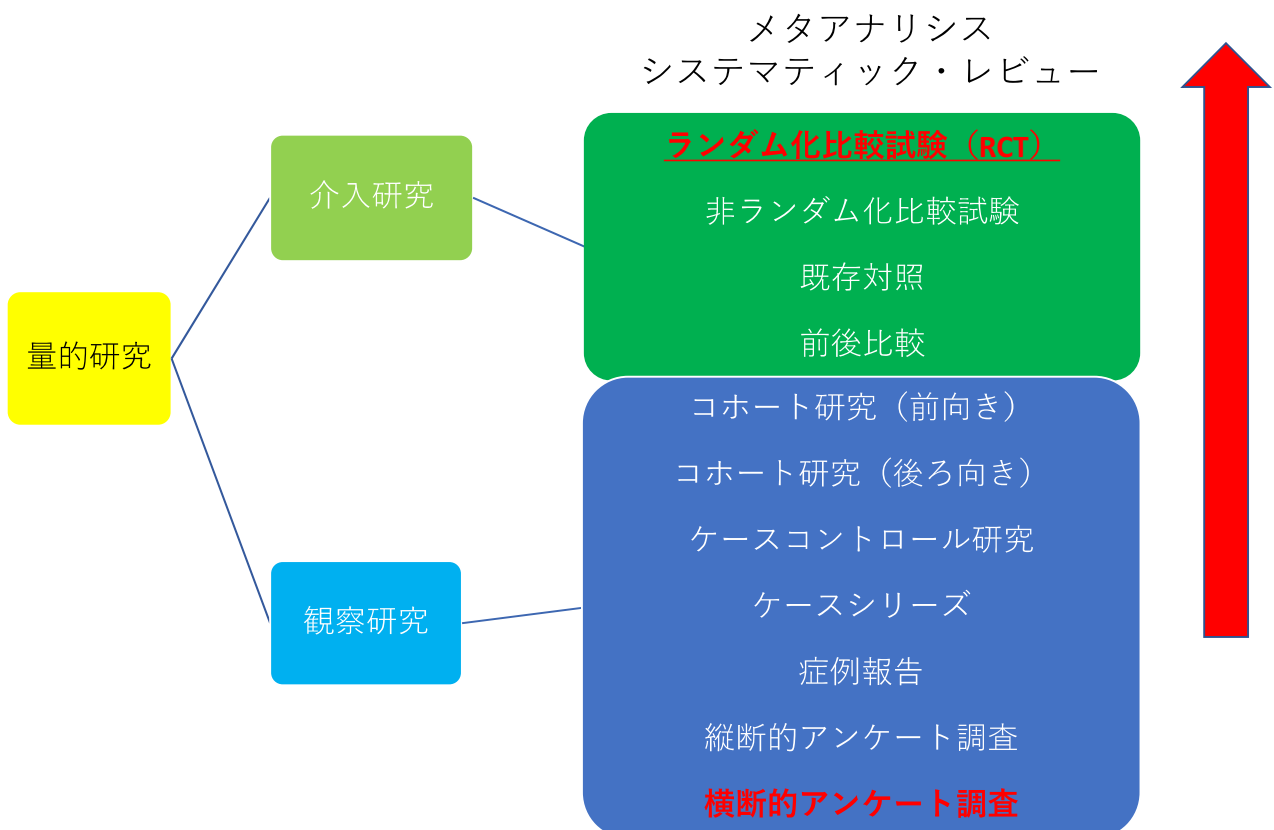 メタアナリシス
システマティック・レビュー
量的研究
介入研究
ランダム化比較試験（RCT）
非ランダム化比較試験
既存対照
前後比較
観察研究
コホート研究（前向き）
コホート研究（後ろ向き）
ケースコントロール研究
ケースシリーズ
症例報告
縦断的アンケート調査
横断的アンケート調査